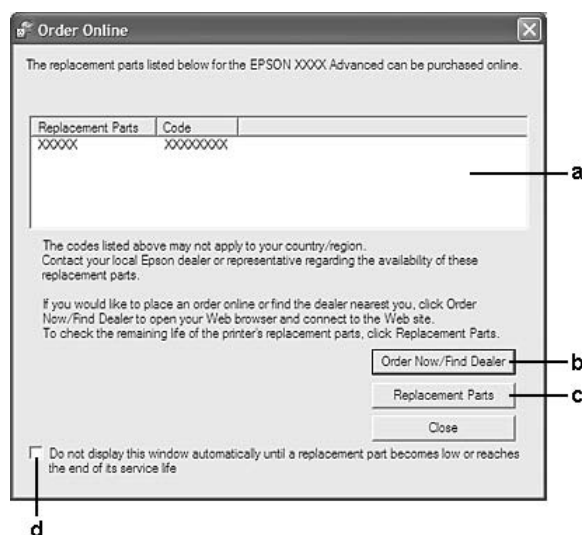 Order Online
The replacement parts listed below for the EPSON XXXX Advanced can be purchased online.
Replacement Parts Code
XXXXX XXXXXXXX
a
The codes listed above may not apply to your country/region.
Contact your local Epson dealer or representative regarding the availability of these
replacement parts.
If you would like to place an order online or find the dealer nearest you, click Order
Now/Find Dealer to open your Web browser and connect to the Web site.
To check the remaining life of the printer's replacement parts, click Replacement Parts.
Order Now/Find Dealer b
Replacement Parts c
Close
Do not display this window automatically until a replacement part becomes low or reaches
the end of its service life
d